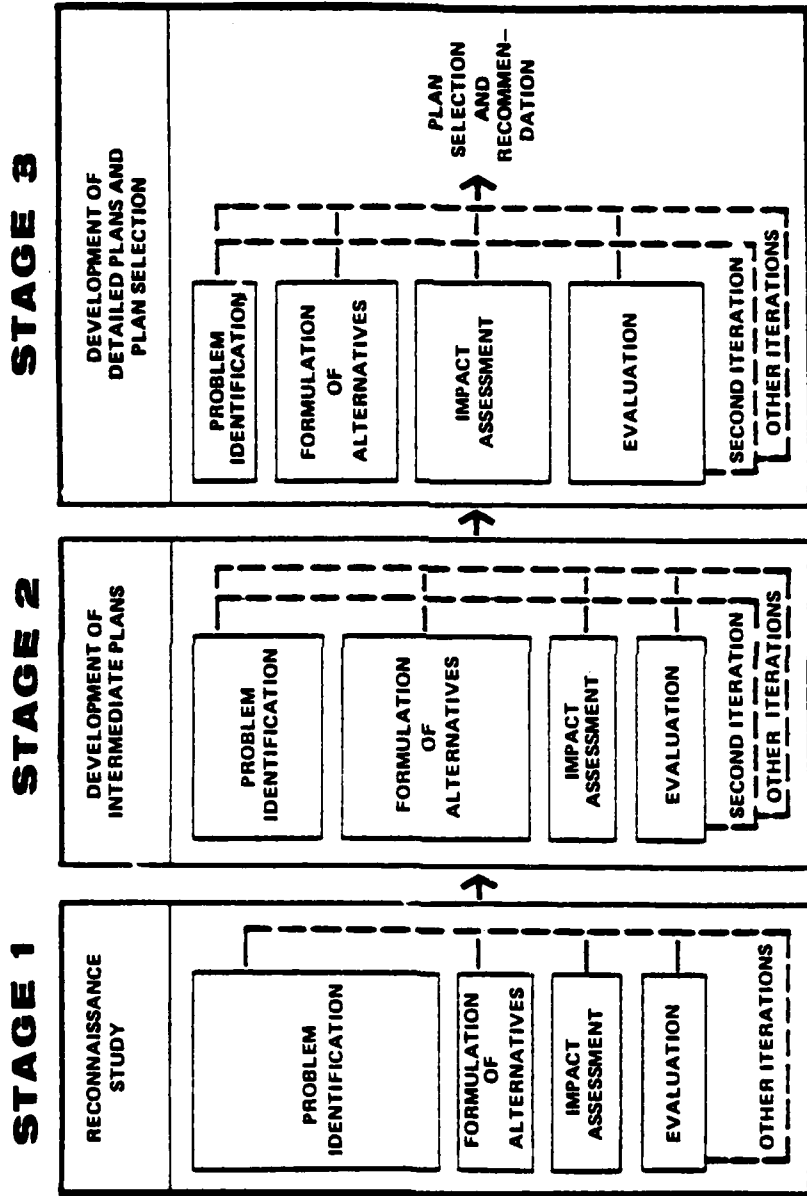 STAGE 1
RECONNAISSANCE
STUDY
PROBLEM
IDENTIFICATION
FORMULATION
OF
ALTERNATIVES
IMPACT
ASSESSMENT
EVALUATION
OTHER ITERATIONS
STAGE 2
DEVELOPMENT OF
INTERMEDIATE PLANS
PROBLEM
IDENTIFICATION
FORMULATION
OF
ALTERNATIVES
IMPACT
ASSESSMENT
EVALUATION
SECOND ITERATION
OTHER ITERATIONS
STAGE 3
DEVELOPMENT OF
DETAILED PLANS AND
PLAN SELECTION
PROBLEM
IDENTIFICATION
FORMULATION
OF
ALTERNATIVES
IMPACT
ASSESSMENT
EVALUATION
SECOND ITERATION
OTHER ITERATIONS
PLAN
SELECTION
AND
RECOMMEN-
DATION